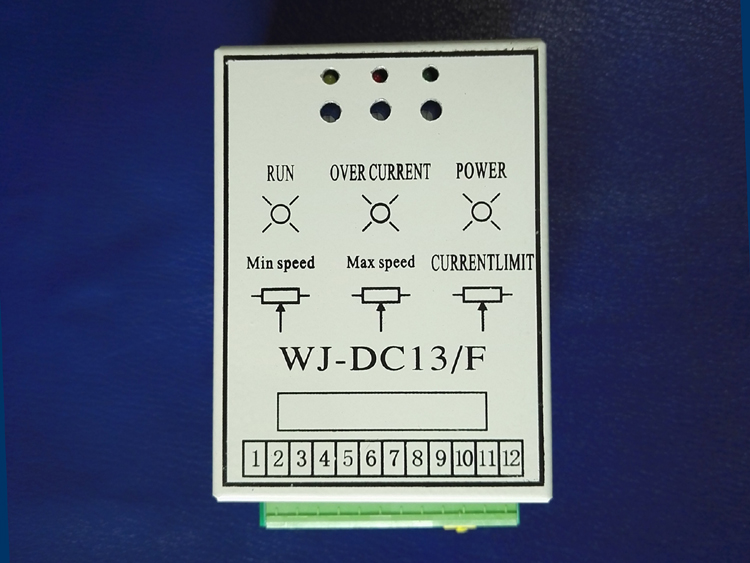 RUN OVER CURRENT POWER
Min speed Max speed CURRENTLIMIT
WJ-DC13/F
1 2 3 4 5 6 7 8 9 10 11 12